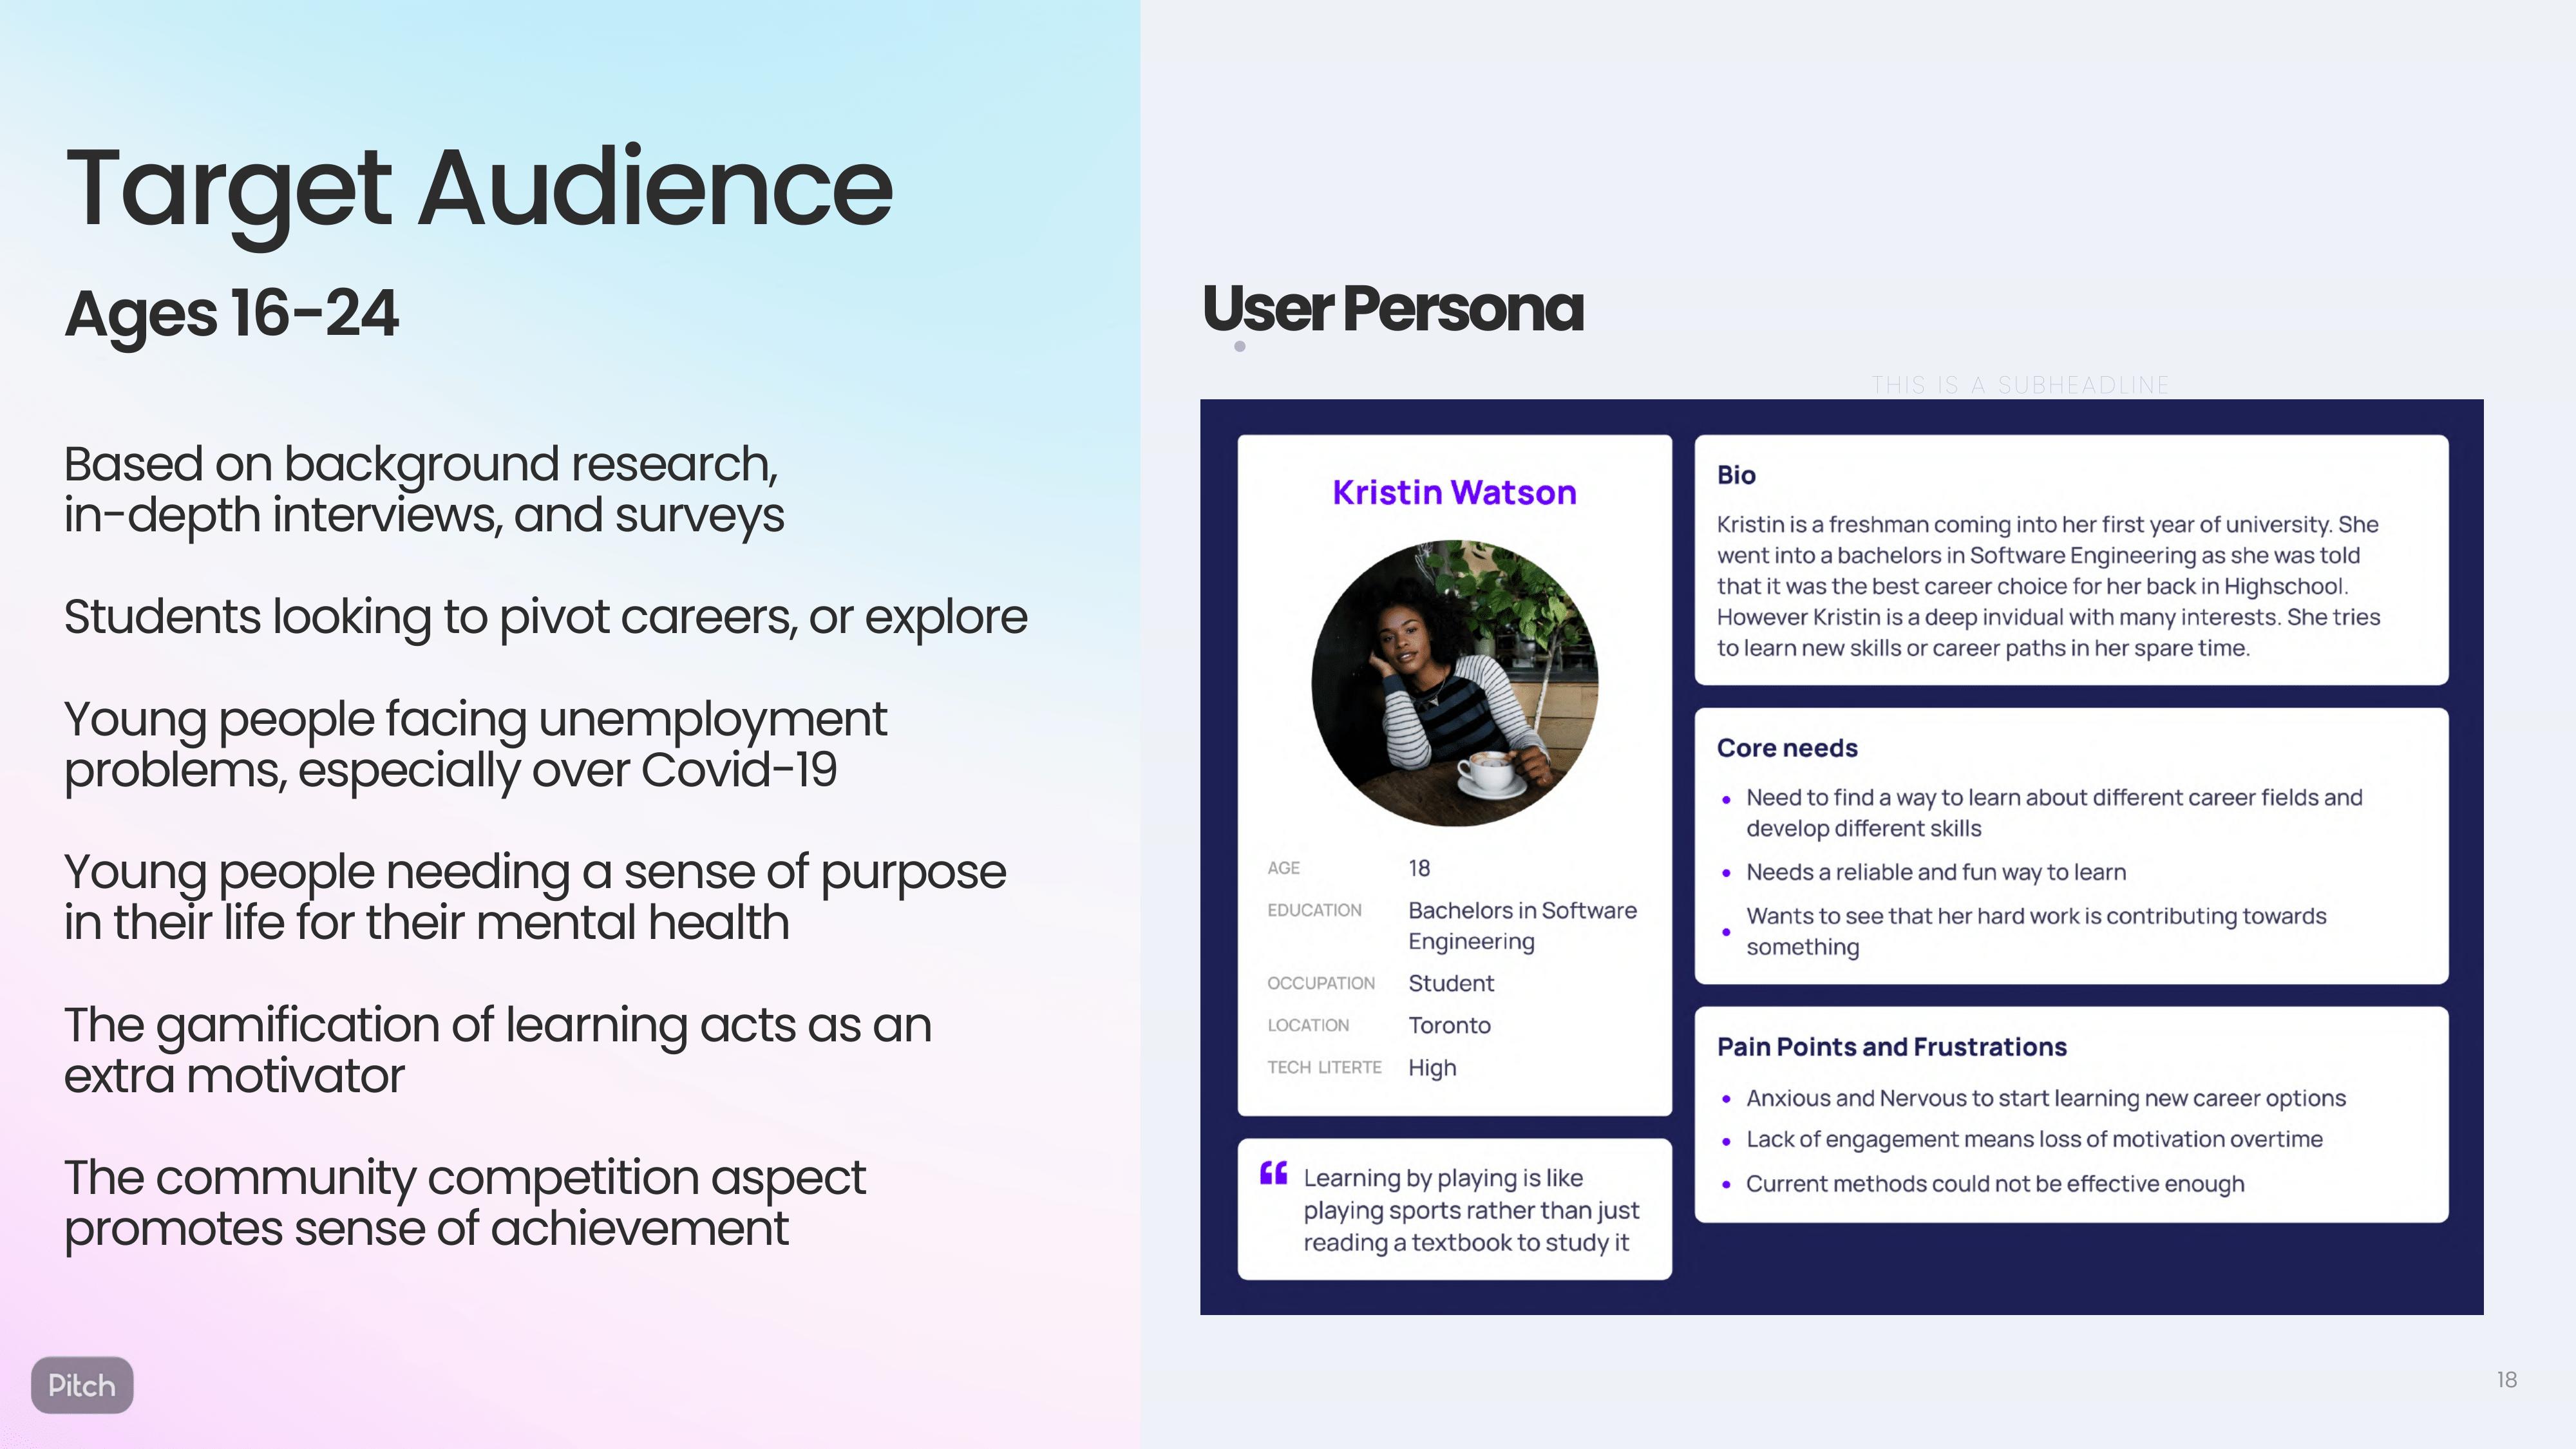 Target Audience
Ages 16-24
Based on background research,
in-depth interviews, and surveys
Students looking to pivot careers, or explore
Young people facing unemployment
problems, especially over Covid-19
Young people needing a sense of purpose
in their life for their mental health
The gamification of learning acts as an
extra motivator
The community competition aspect
promotes sense of achievement
Pitch
User Persona
THIS IS A SUBHEADLINE
Kristin Watson
AGE 18
EDUCATION Bachelors in Software
Engineering
OCCUPATION Student
LOCATION Toronto
TECH LITERTE High
“ Learning by playing is like
playing sports rather than just
reading a textbook to study it
Bio
Kristin is a freshman coming into her first year of university. She
went into a bachelors in Software Engineering as she was told
that it was the best career choice for her back in Highschool.
However Kristin is a deep invidual with many interests. She tries
to learn new skills or career paths in her spare time.
Core needs
• Need to find a way to learn about different career fields and
develop different skills
• Needs a reliable and fun way to learn
• Wants to see that her hard work is contributing towards
something
Pain Points and Frustrations
• Anxious and Nervous to start learning new career options
• Lack of engagement means loss of motivation overtime
• Current methods could not be effective enough
18